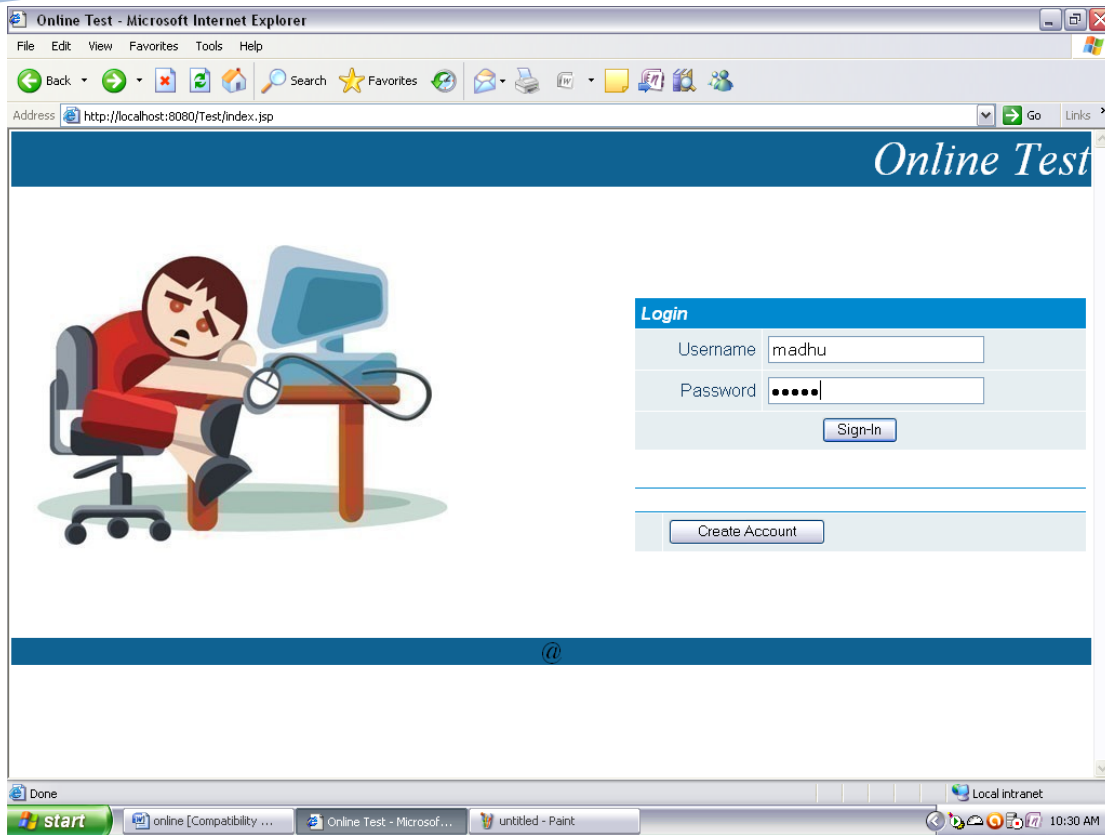 Online Test - Microsoft Internet Explorer
File Edit View Favorites Tools Help
Back Search Favorites
Address http://localhost:8080/Test/index.jsp Go Links
Online Test
Login
Username madhu
Password •••••
Sign-In
Create Account
@
Done Local intranet
start online [Compatibility ... Online Test - Microsof... untitled - Paint 10:30 AM